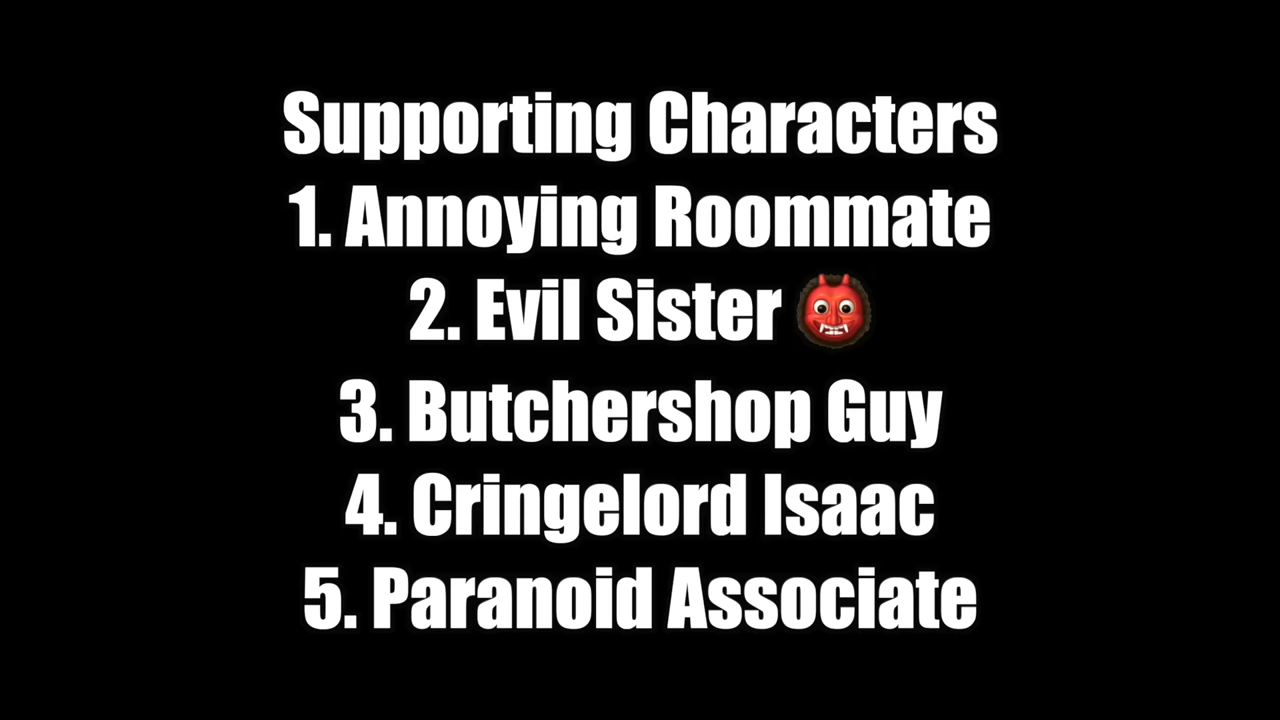 Supporting Characters
1. Annoying Roommate
2. Evil Sister 👹
3. Butchershop Guy
4. Cringelord Isaac
5. Paranoid Associate